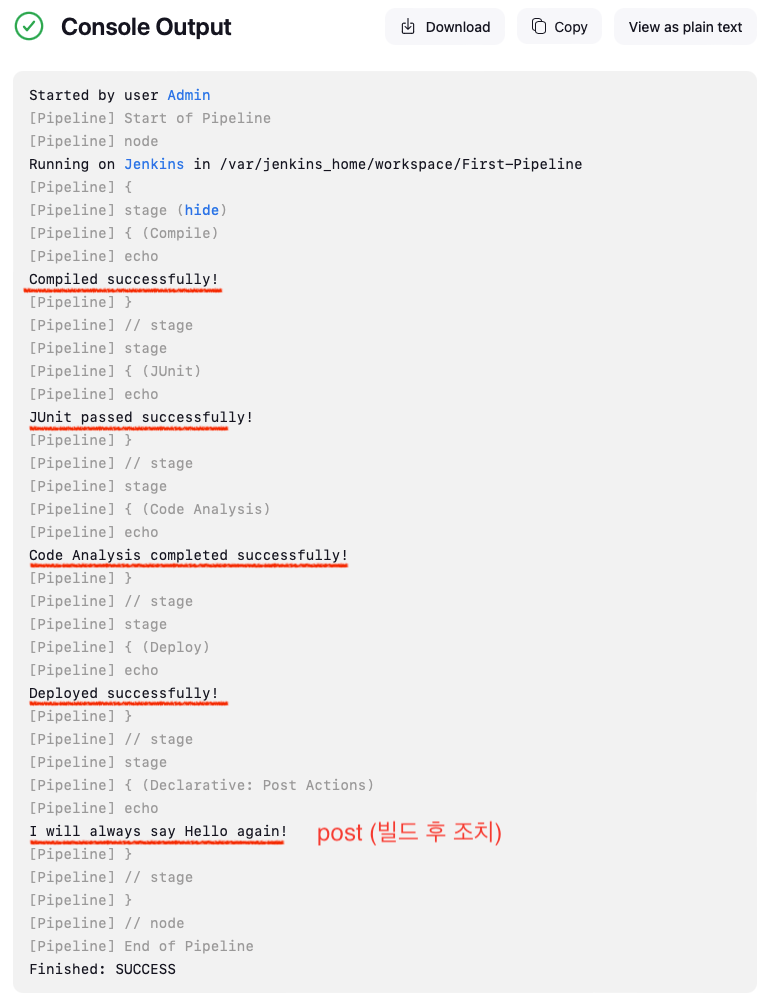 Console Output
Download
Copy
View as plain text
Started by user Admin
[Pipeline] Start of Pipeline
[Pipeline] node
Running on Jenkins in /var/jenkins_home/workspace/First-Pipeline
[Pipeline] {
[Pipeline] stage (hide)
[Pipeline] { (Compile)
[Pipeline] echo
Compiled successfully!
[Pipeline] }
[Pipeline] // stage
[Pipeline] stage
[Pipeline] { (JUnit)
[Pipeline] echo
JUnit passed successfully!
[Pipeline] }
[Pipeline] // stage
[Pipeline] stage
[Pipeline] { (Code Analysis)
[Pipeline] echo
Code Analysis completed successfully!
[Pipeline] }
[Pipeline] // stage
[Pipeline] stage
[Pipeline] { (Deploy)
[Pipeline] echo
Deployed successfully!
[Pipeline] }
[Pipeline] // stage
[Pipeline] stage
[Pipeline] { (Declarative: Post Actions)
[Pipeline] echo
I will always say Hello again! post (빌드 후 조치)
[Pipeline] }
[Pipeline] // stage
[Pipeline] }
[Pipeline] // node
[Pipeline] End of Pipeline
Finished: SUCCESS